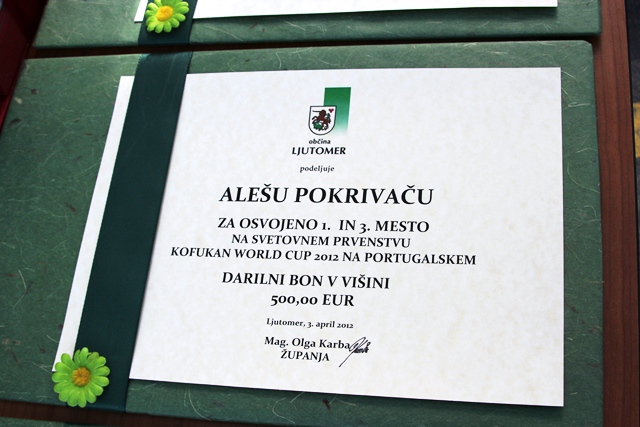 občina
LJUTOMER
podeljuje
ALEŠU POKRIVAČU
ZA OSVOJENO 1. IN 3. MESTO
NA SVETOVNEM PRVENSTVU
KOFUKAN WORLD CUP 2012 NA PORTUGALSKEM
DARILNI BON V VIŠINI
500,00 EUR
Ljutomer, 3. april 2012
Mag. Olga Karba
ŽUPANJA